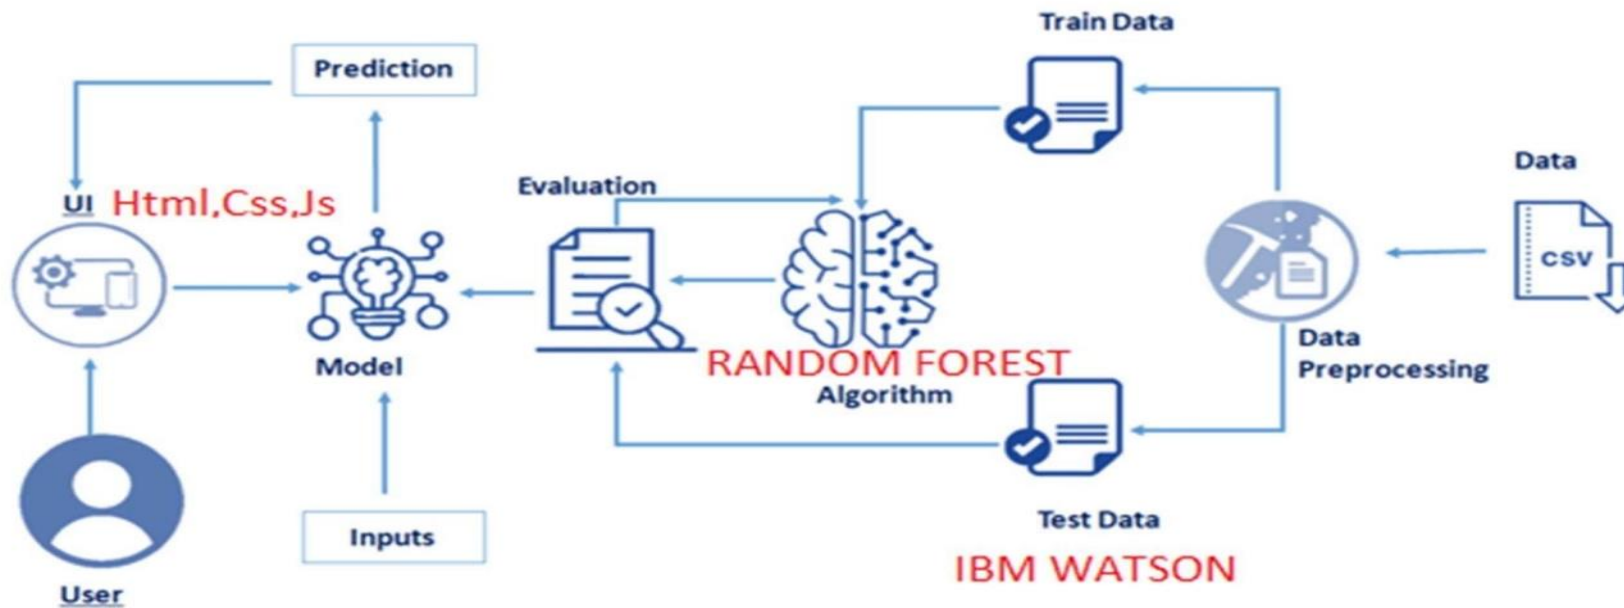 Train Data
Prediction
Data
Evaluation
UI Html,Css,Js
CSV
Data
Preprocessing
RANDOM FOREST
Model
Algorithm
Test Data
Inputs
IBM WATSON
User